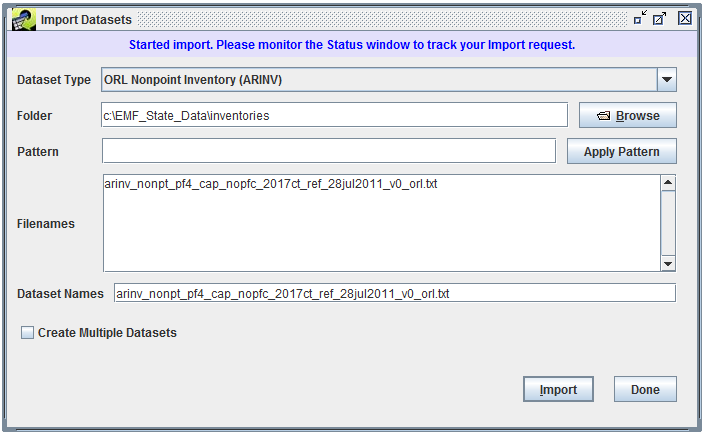 Import Datasets
Started import. Please monitor the Status window to track your Import request.
Dataset Type ORL Nonpoint Inventory (ARINV)
Folder c:\EMF_State_Data\inventories Browse
Pattern Apply Pattern
arinv_nonpt_pf4_cap_nopfc_2017ct_ref_28jul2011_v0_orl.txt
Filenames
Dataset Names arinv_nonpt_pf4_cap_nopfc_2017ct_ref_28jul2011_v0_orl.txt
Create Multiple Datasets
Import Done